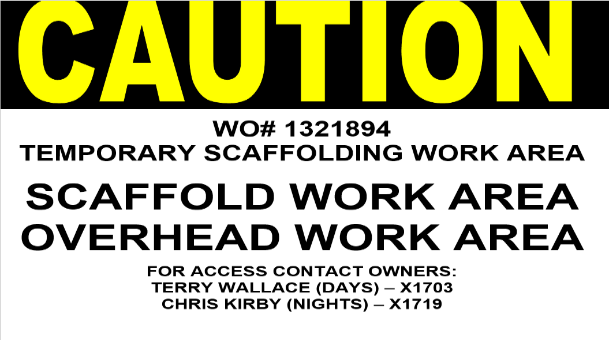 CAUTION
WO# 1321894
TEMPORARY SCAFFOLDING WORK AREA
SCAFFOLD WORK AREA
OVERHEAD WORK AREA
FOR ACCESS CONTACT OWNERS:
TERRY WALLACE (DAYS) – X1703
CHRIS KIRBY (NIGHTS) – X1719